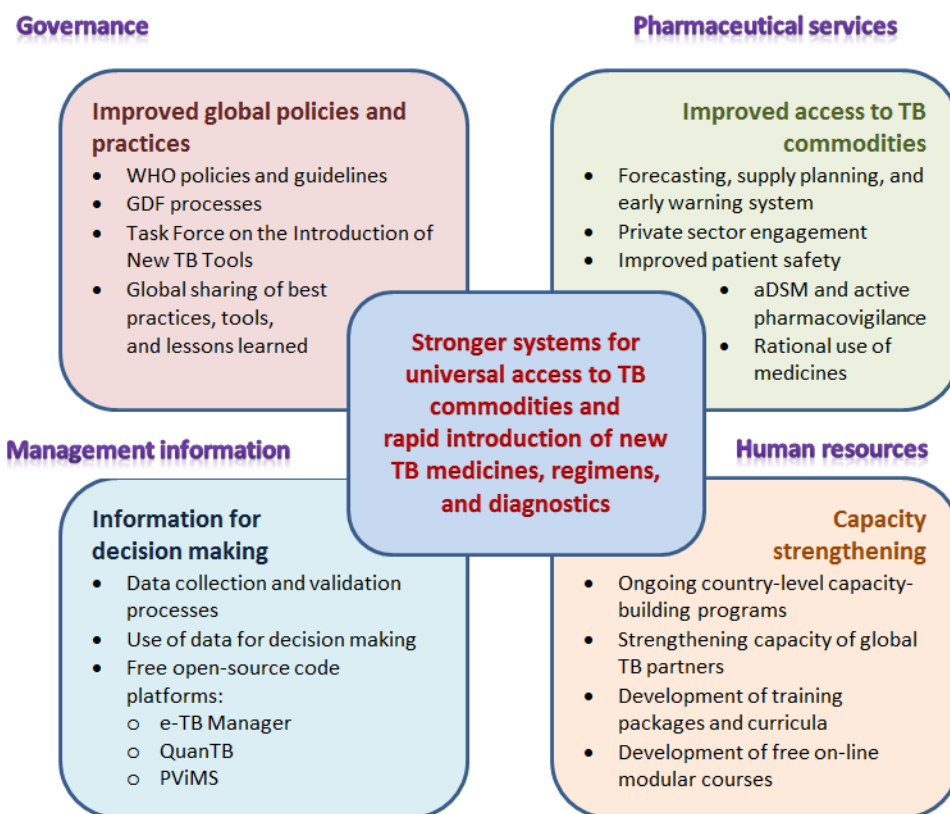 Governance
Improved global policies and
practices
• WHO policies and guidelines
• GDF processes
• Task Force on the Introduction of
New TB Tools
• Global sharing of best
practices, tools,
and lessons learned
Pharmaceutical services
Improved access to TB
commodities
• Forecasting, supply planning, and
early warning system
• Private sector engagement
• Improved patient safety
• aDSM and active
pharmacovigilance
• Rational use of
medicines
Stronger systems for
universal access to TB
commodities and
rapid introduction of new
TB medicines, regimens,
and diagnostics
Management information
Information for
decision making
• Data collection and validation
processes
• Use of data for decision making
• Free open-source code
platforms:
o e-TB Manager
o QuanTB
o PViMS
Human resources
Capacity
strengthening
• Ongoing country-level capacity-
building programs
• Strengthening capacity of global
TB partners
• Development of training
packages and curricula
• Development of free on-line
modular courses